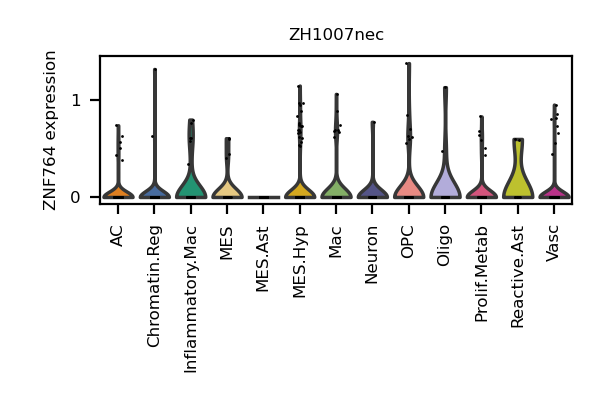 ZH1007nec
ZNF764 expression
1
0
AC
Chromatin.Reg
Inflammatory.Mac
MES
MES.Ast
MES.Hyp
Mac
Neuron
OPC
Oligo
Prolif.Metab
Reactive.Ast
Vasc